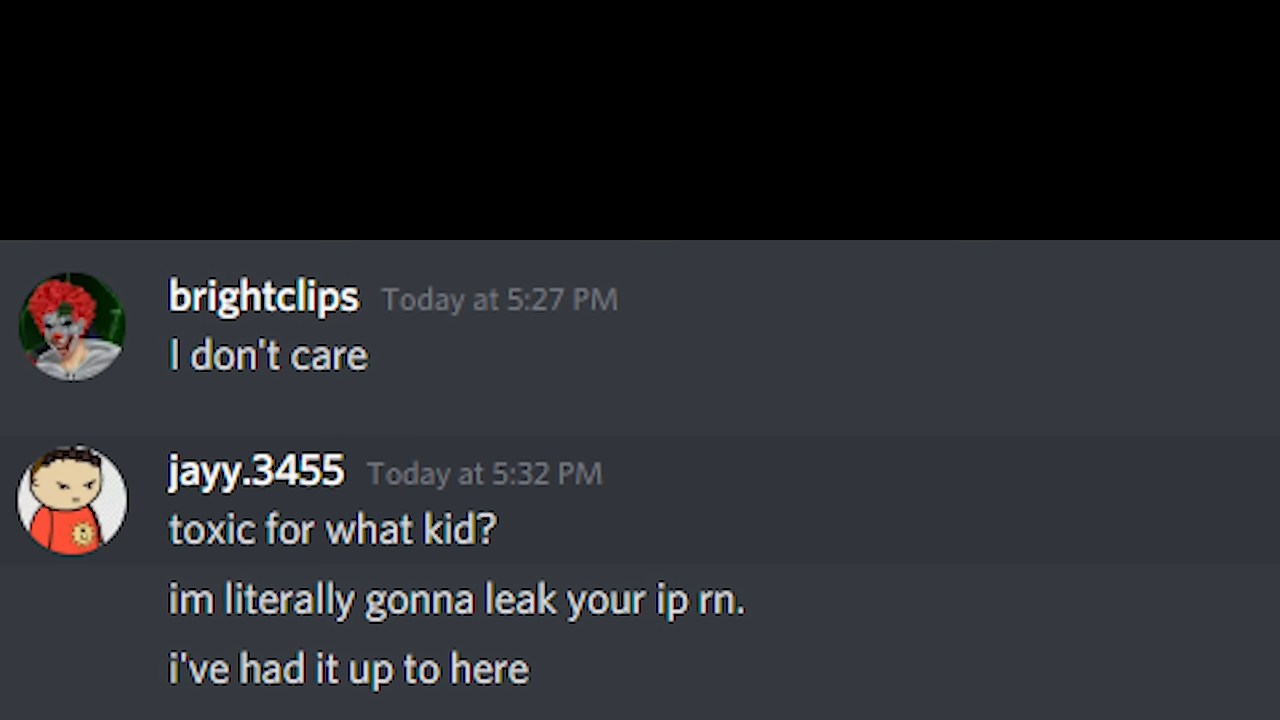 brightclips Today at 5:27 PM
I don't care
jayy.3455 Today at 5:32 PM
toxic for what kid?
im literally gonna leak your ip rn.
i've had it up to here